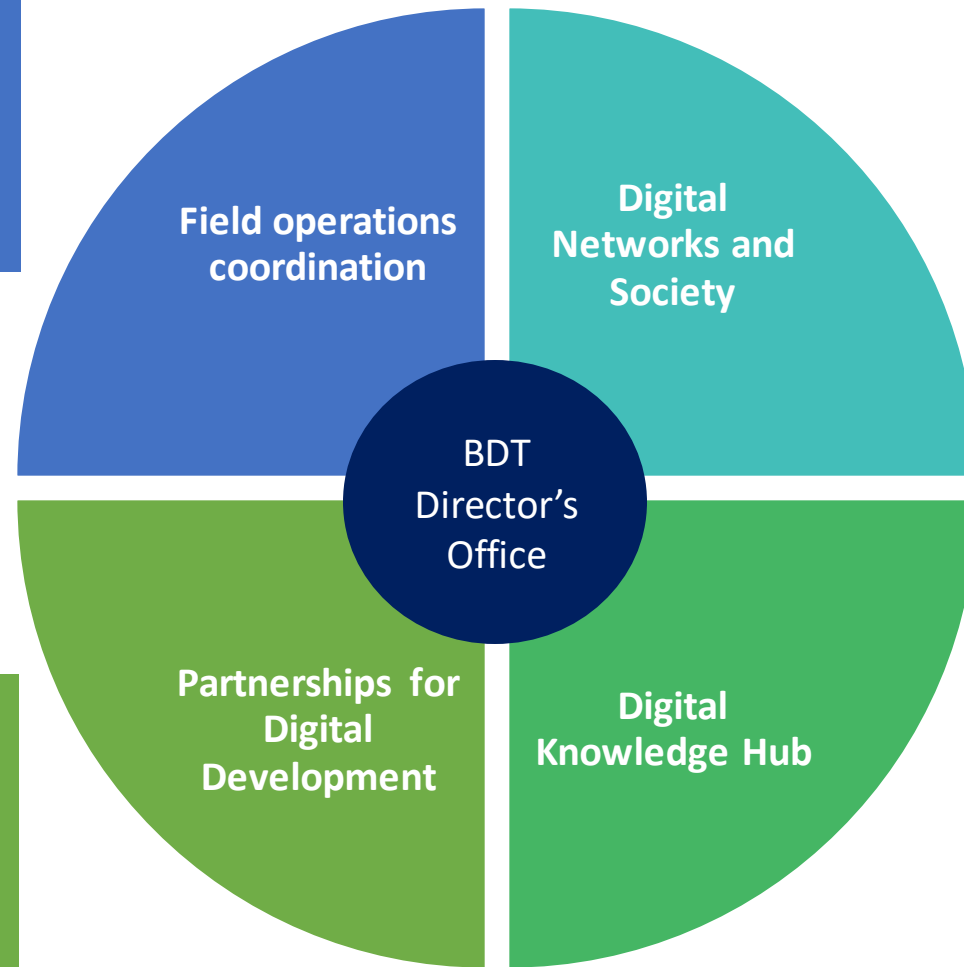 Field operations
coordination
Digital
Networks and
Society
BDT
Director’s
Office
Partnerships for
Digital
Development
Digital
Knowledge Hub